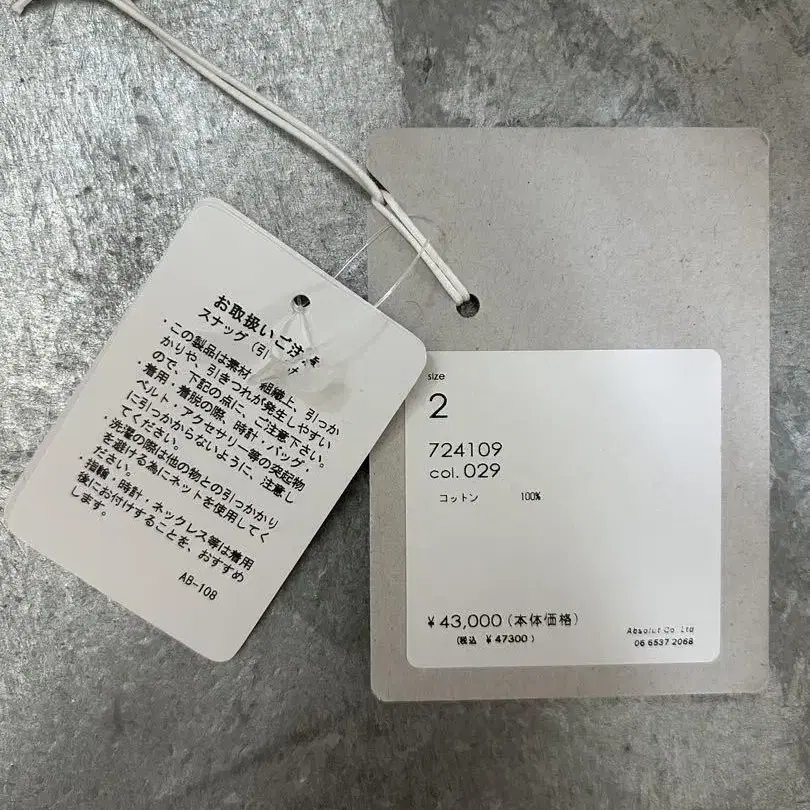 お取扱いご注意
スナッグ（引
・この製品は素材、組織上、引っか
かりや、引きつれが発生しやすい
ので、下記の点に、ご注意下さい。
・着用・着脱の際、時計・バッグ・
ベルト・アクセサリー等の突起物
に引っかからないように、注意し
てください。
・洗濯の際は他の物との引っかかり
を避ける為にネットを使用してく
ださい。
・指輪・時計・ネックレス等は着用
後にお付けすることを、おすすめ
します。
AB-108
size
2
724109
col.029
コットン 100%
¥43,000（本体価格）
(税込 ¥47300 )
Absolut Co. Ltd
06 6537 2068